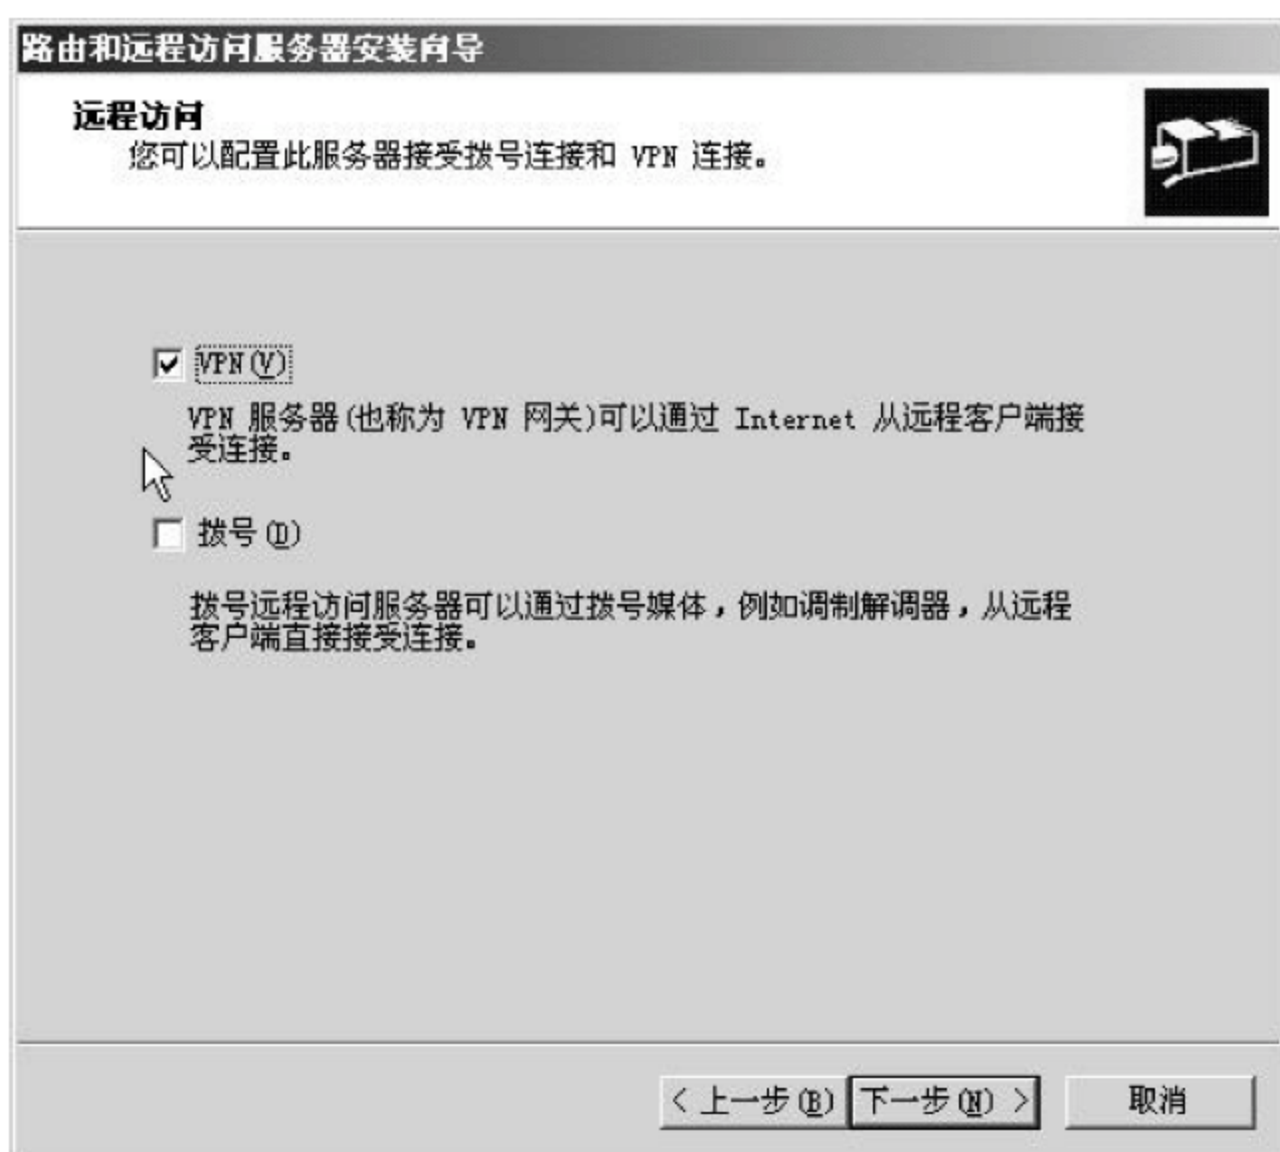 路由和远程访问服务器安装向导
远程访问
您可以配置此服务器接受拨号连接和 VPN 连接。
VPN(V)
VPN 服务器(也称为 VPN 网关)可以通过 Internet 从远程客户端接
受连接。
拨号(D)
拨号远程访问服务器可以通过拨号媒体，例如调制解调器，从远程
客户端直接接受连接。
< 上一步(B) 下一步(N) > 取消